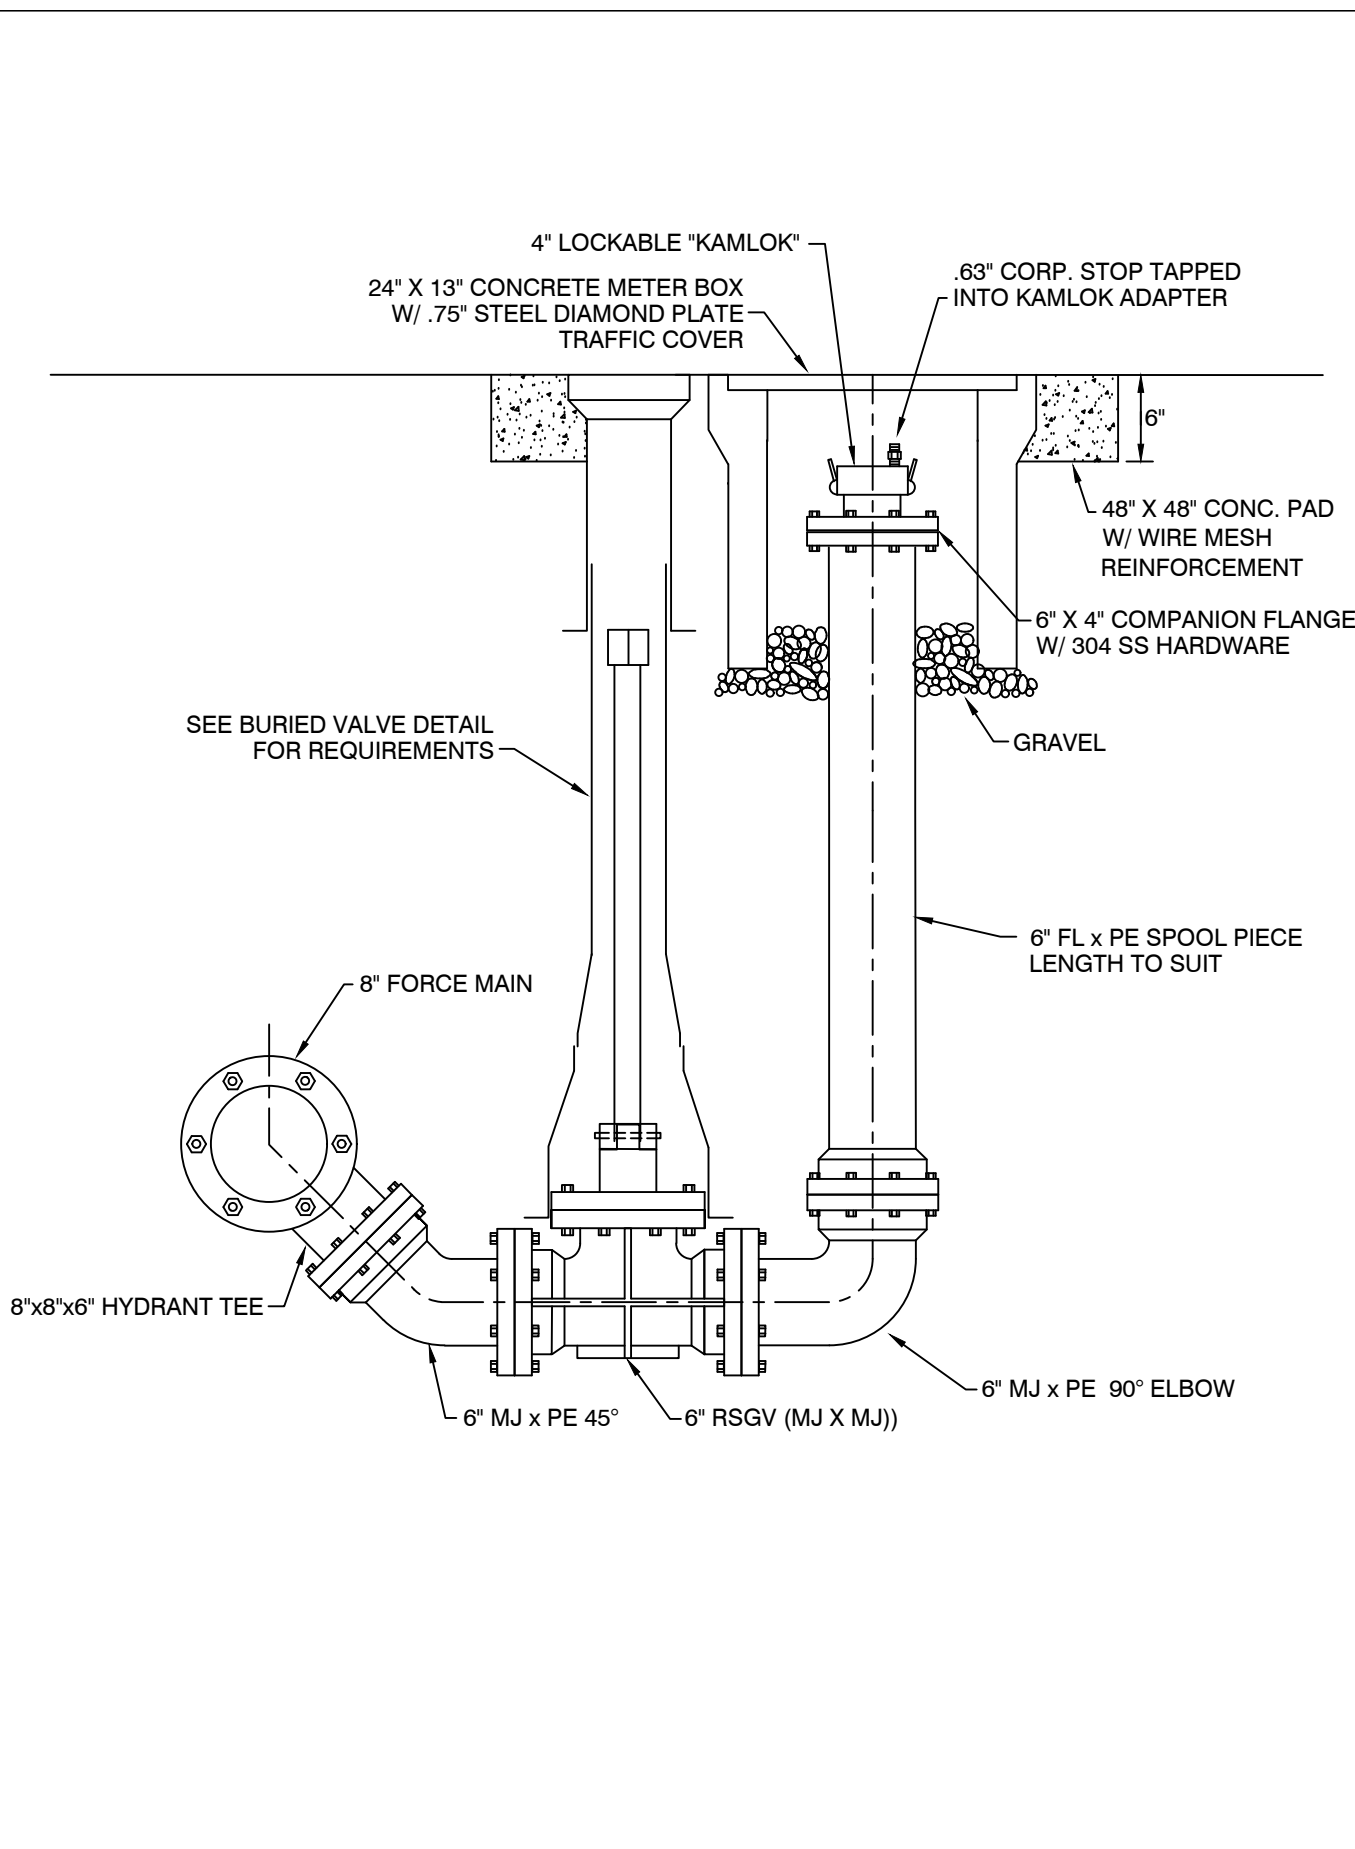 4" LOCKABLE "KAMLOK"
.63" CORP. STOP TAPPED
INTO KAMLOK ADAPTER
24" X 13" CONCRETE METER BOX
W/ .75" STEEL DIAMOND PLATE
TRAFFIC COVER
6"
48" X 48" CONC. PAD
W/ WIRE MESH
REINFORCEMENT
6" X 4" COMPANION FLANGE
W/ 304 SS HARDWARE
SEE BURIED VALVE DETAIL
FOR REQUIREMENTS
GRAVEL
6" FL x PE SPOOL PIECE
LENGTH TO SUIT
8" FORCE MAIN
8"x8"x6" HYDRANT TEE
6" MJ x PE 90° ELBOW
6" MJ x PE 45°
6" RSGV (MJ X MJ))